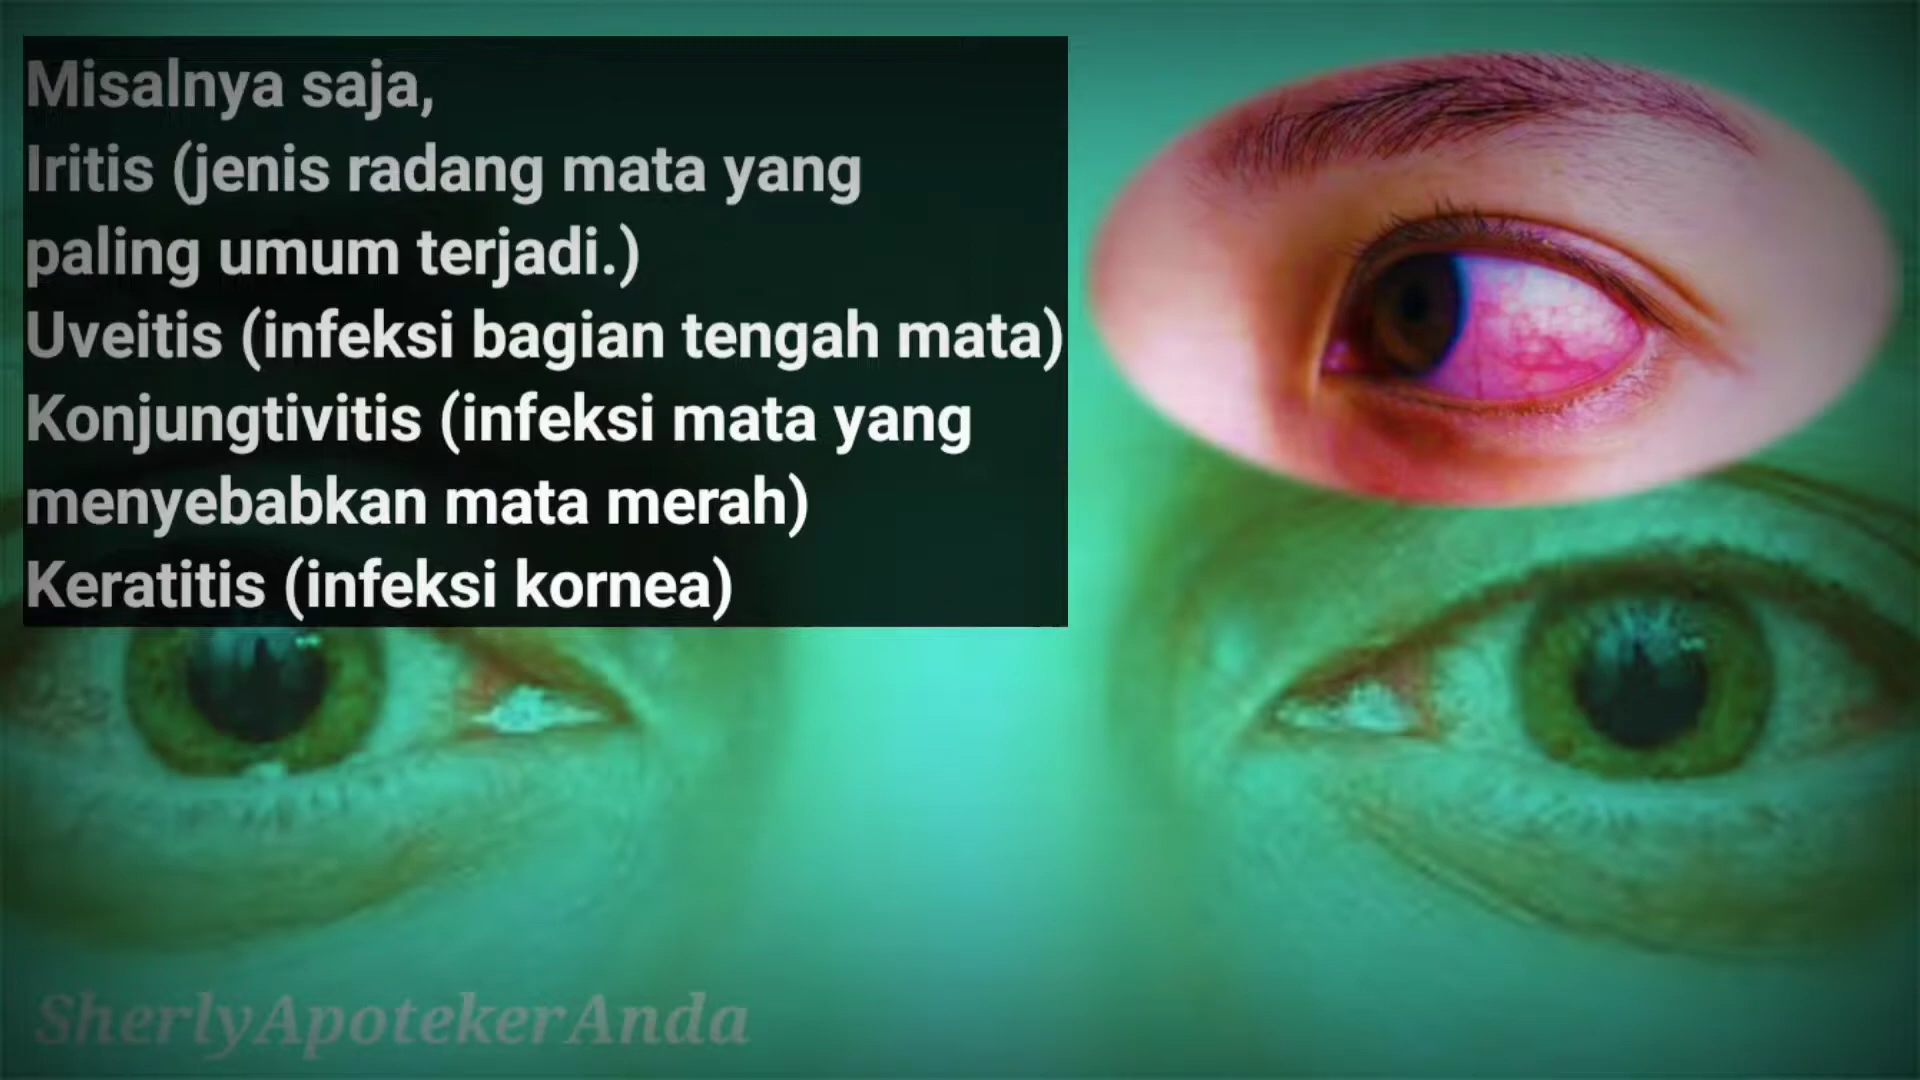 Misalnya saja,
Iritis (jenis radang mata yang
paling umum terjadi.)
Uveitis (infeksi bagian tengah mata)
Konjungtivitis (infeksi mata yang
menyebabkan mata merah)
Keratitis (infeksi kornea)
SherlyApotekerAnda